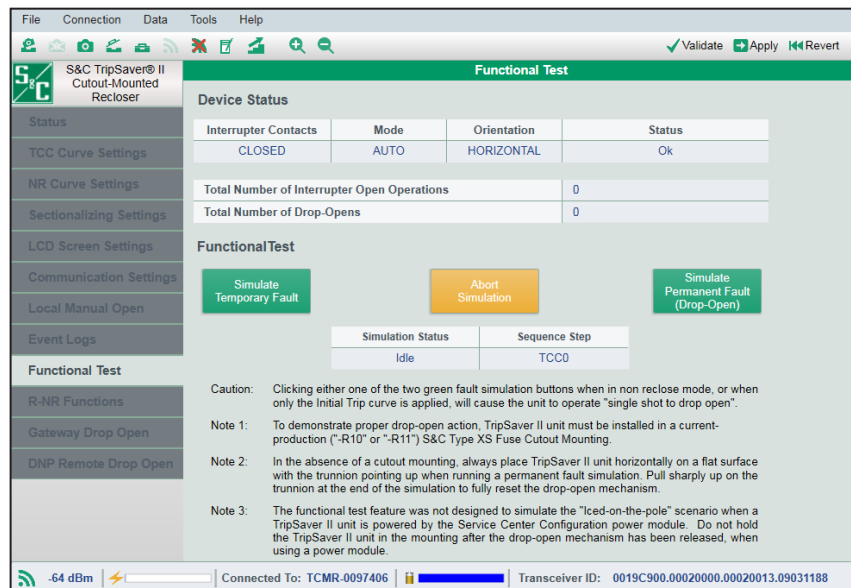 File Connection Data Tools Help
Validate Apply Revert
S&C
S&C TripSaver® II
Cutout-Mounted
Recloser
Functional Test
Status
TCC Curve Settings
NR Curve Settings
Sectionalizing Settings
LCD Screen Settings
Communication Settings
Local Manual Open
Event Logs
Functional Test
R-NR Functions
Gateway Drop Open
DNP Remote Drop Open
Device Status
Interrupter Contacts Mode Orientation Status
CLOSED AUTO HORIZONTAL Ok
Total Number of Interrupter Open Operations 0
Total Number of Drop-Opens 0
FunctionalTest
Simulate
Temporary Fault
Abort
Simulation
Simulate
Permanent Fault
(Drop-Open)
Simulation Status Sequence Step
Idle TCC0
Caution: Clicking either one of the two green fault simulation buttons when in non reclose mode, or when
only the Initial Trip curve is applied, will cause the unit to operate "single shot to drop open".
Note 1: To demonstrate proper drop-open action, TripSaver II unit must be installed in a current-
production ("-R10" or "-R11") S&C Type XS Fuse Cutout Mounting.
Note 2: In the absence of a cutout mounting, always place TripSaver II unit horizontally on a flat surface
with the trunnion pointing up when running a permanent fault simulation. Pull sharply up on the
trunnion at the end of the simulation to fully reset the drop-open mechanism.
Note 3: The functional test feature was not designed to simulate the "Iced-on-the-pole" scenario when a
TripSaver II unit is powered by the Service Center Configuration power module. Do not hold
the TripSaver II unit in the mounting after the drop-open mechanism has been released, when
using a power module.
-64 dBm Connected To: TCMR-0097406 Transceiver ID: 0019C900.00020000.00020013.09031188